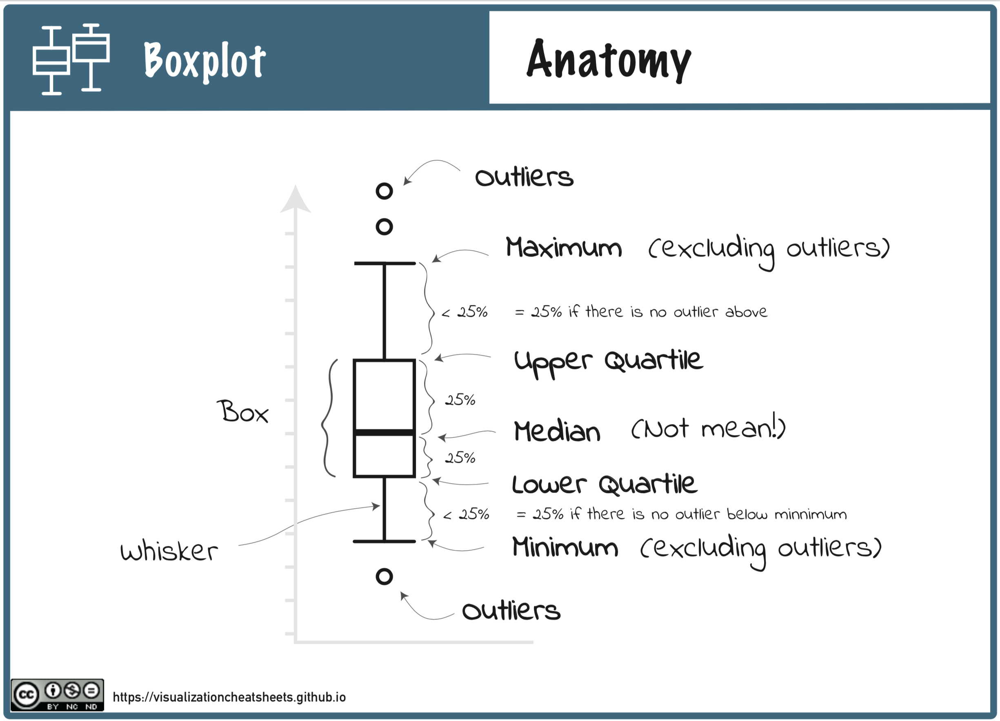 Boxplot
Anatomy
outliers
Maximum (excluding outliers)
< 25% = 25% if there is no outlier above
Upper Quartile
25%
Box
Median (Not mean!)
25%
Lower Quartile
< 25% = 25% if there is no outlier below minnimum
whisker
Minimum (excluding outliers)
outliers
cc BY NC ND
https://visualizationcheatsheets.github.io